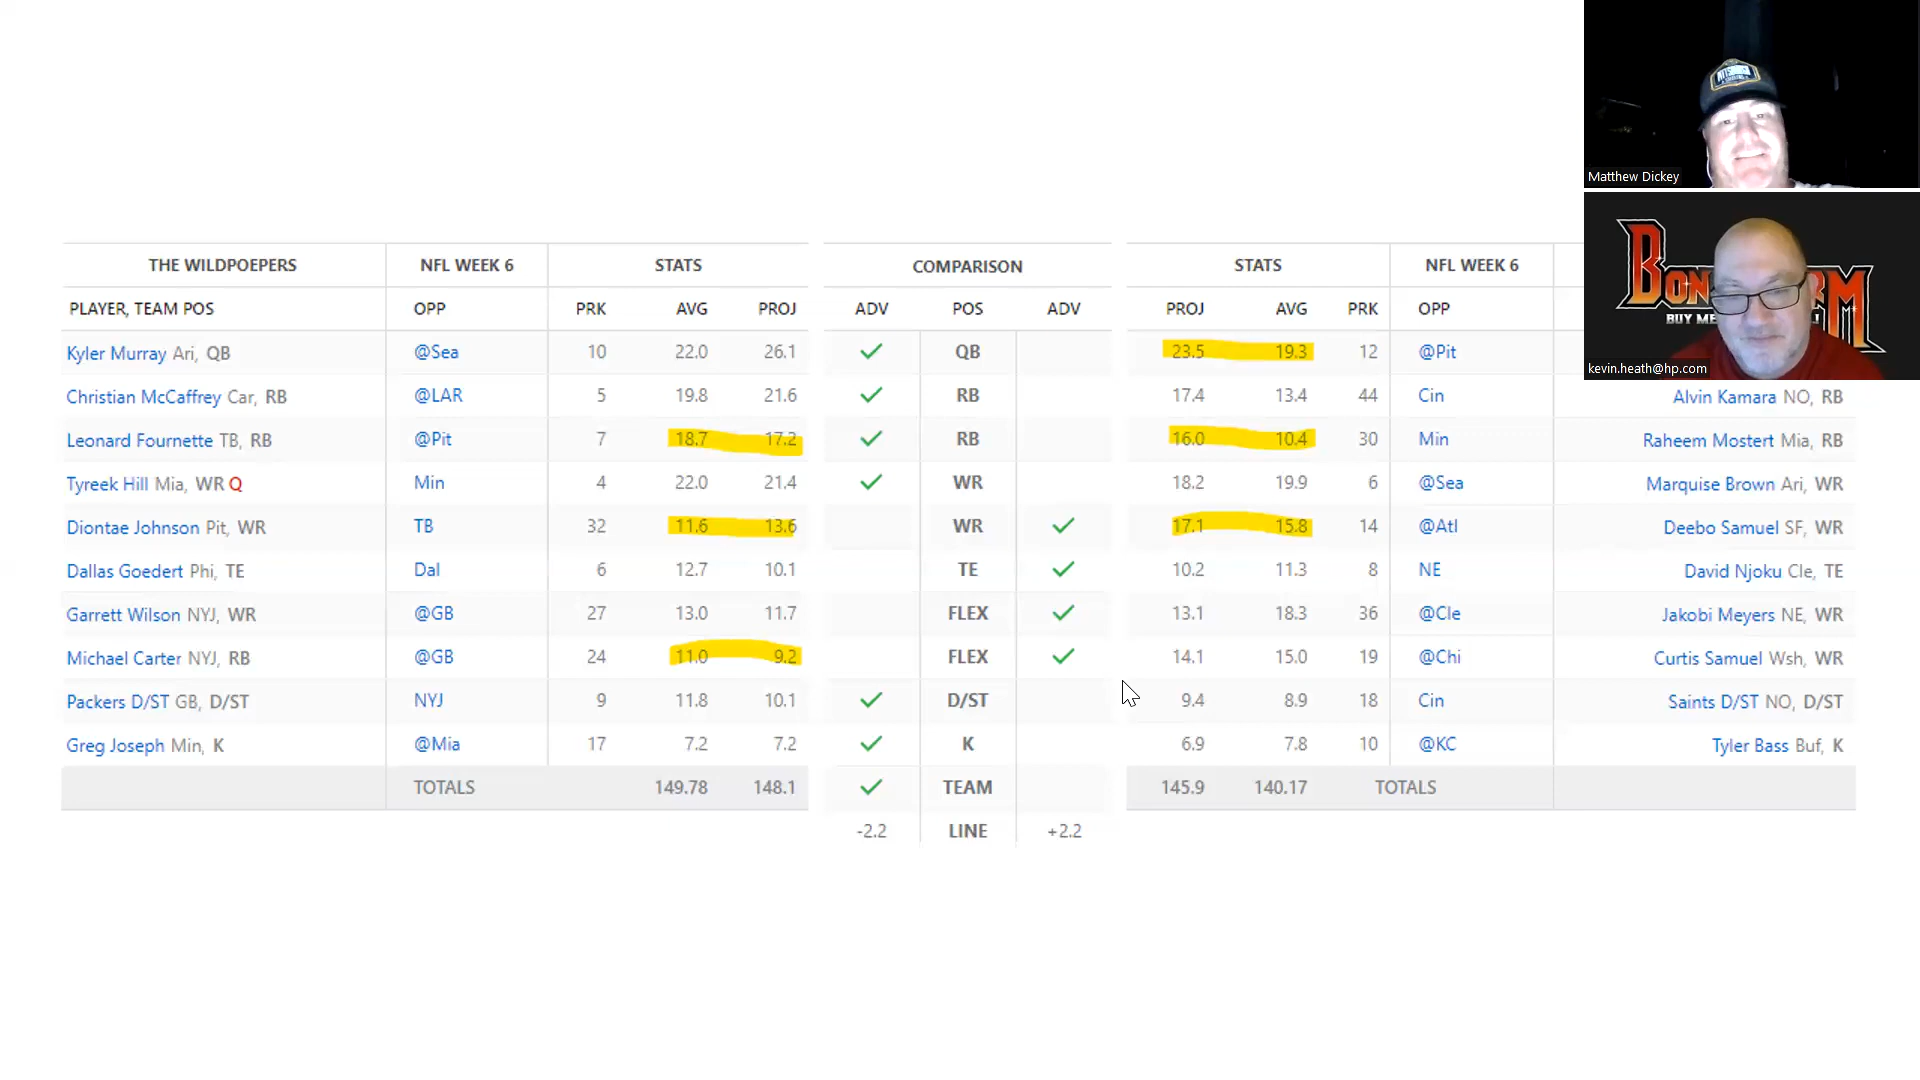 Matthew Dickey
BUY ME
kevin.heath@hp.com
THE WILDPOEPERS NFL WEEK 6 STATS COMPARISON STATS NFL WEEK 6
PLAYER, TEAM POS OPP PRK AVG PROJ ADV POS ADV PROJ AVG PRK OPP
Kyler Murray Ari, QB @Sea 10 22.0 26.1 QB 23.5 19.3 12 @Pit
Christian McCaffrey Car, RB @LAR 5 19.8 21.6 RB 17.4 13.4 44 Cin Alvin Kamara NO, RB
Leonard Fournette TB, RB @Pit 7 18.7 17.2 RB 16.0 10.4 30 Min Raheem Mostert Mia, RB
Tyreek Hill Mia, WR Q Min 4 22.0 21.4 WR 18.2 19.9 6 @Sea Marquise Brown Ari, WR
Diontae Johnson Pit, WR TB 32 11.6 13.6 WR 17.1 15.8 14 @Atl Deebo Samuel SF, WR
Dallas Goedert Phi, TE Dal 6 12.7 10.1 TE 10.2 11.3 8 NE David Njoku Cle, TE
Garrett Wilson NYJ, WR @GB 27 13.0 11.7 FLEX 13.1 18.3 36 @Cle Jakobi Meyers NE, WR
Michael Carter NYJ, RB @GB 24 11.0 9.2 FLEX 14.1 15.0 19 @Chi Curtis Samuel Wsh, WR
Packers D/ST GB, D/ST NYJ 9 11.8 10.1 D/ST 9.4 8.9 18 Cin Saints D/ST NO, D/ST
Greg Joseph Min, K @Mia 17 7.2 7.2 K 6.9 7.8 10 @KC Tyler Bass Buf, K
TOTALS 149.78 148.1 TEAM 145.9 140.17 TOTALS
-2.2 LINE +2.2